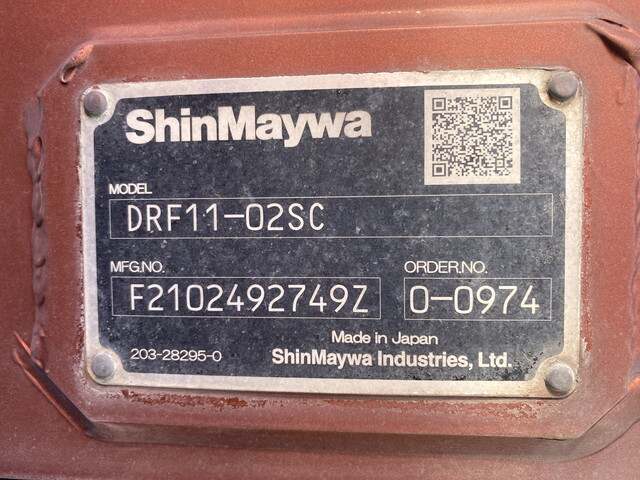 ShinMaywa
MODEL
DRF11-02SC
MFG.NO. ORDER.NO.
F2102492749Z 0-0974
Made in Japan
203-28295-0 ShinMaywa Industries, Ltd.